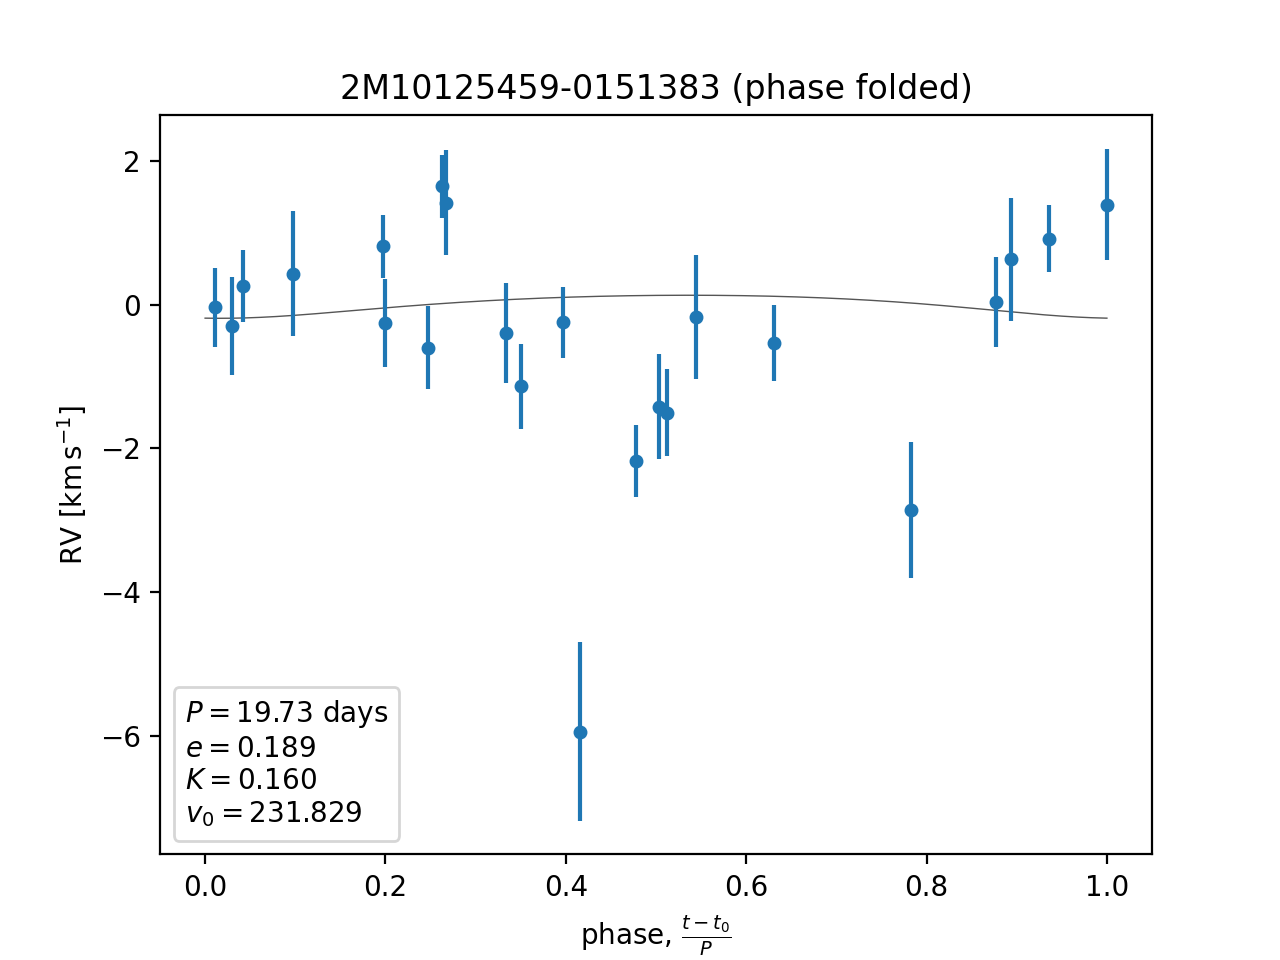 2M10125459-0151383 (phase folded)
RV [km s⁻¹]
2
0
−2
−4
−6
P = 19.73 days
e = 0.189
K = 0.160
v₀ = 231.829
0.0 0.2 0.4 0.6 0.8 1.0
phase, (t − t₀)/P